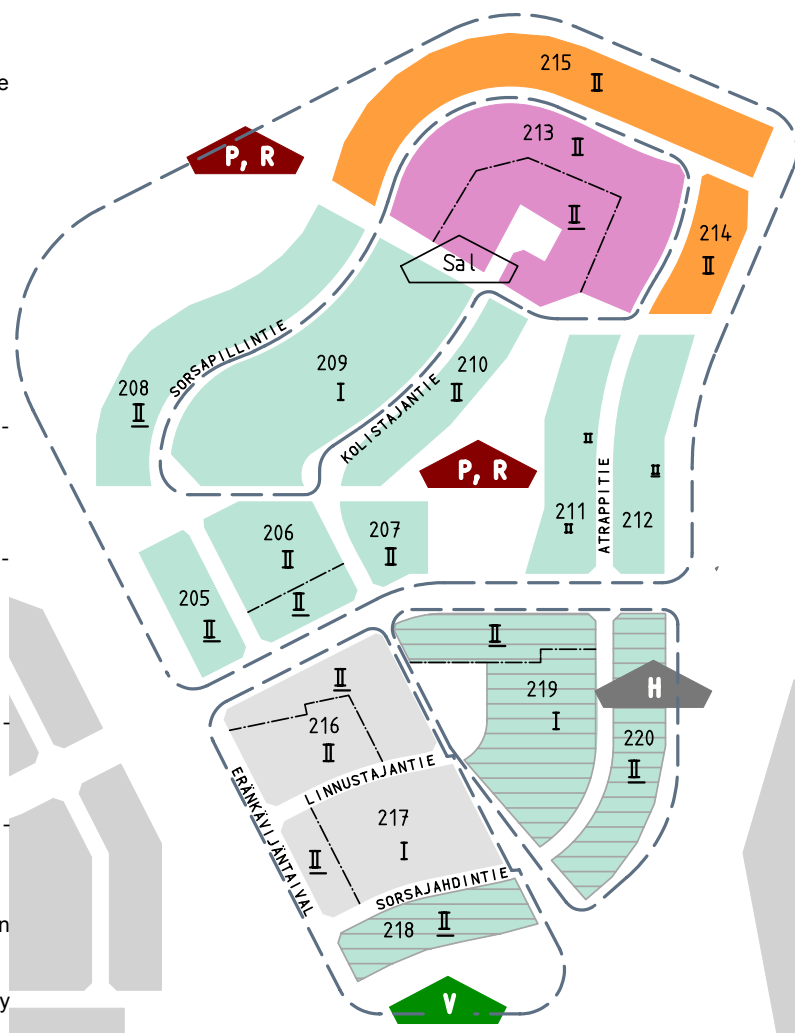 e
215
II
213
II
P, R
II
214
II
Sal
SORSAPILLINTIE
209
I
210
II
208
II
KOLISTAJANTIE
-
II
P, R
II
ATRAPPITIE
211
II
212
206
II
207
II
-
205
II
II
II
II
219
I
H
216
II
220
II
-
LINNUSTAJANTIE
ERÄNKÄVIJÄNTAIVAL
217
I
-
II
SORSAJAHDINTIE
218
II
n
V
y